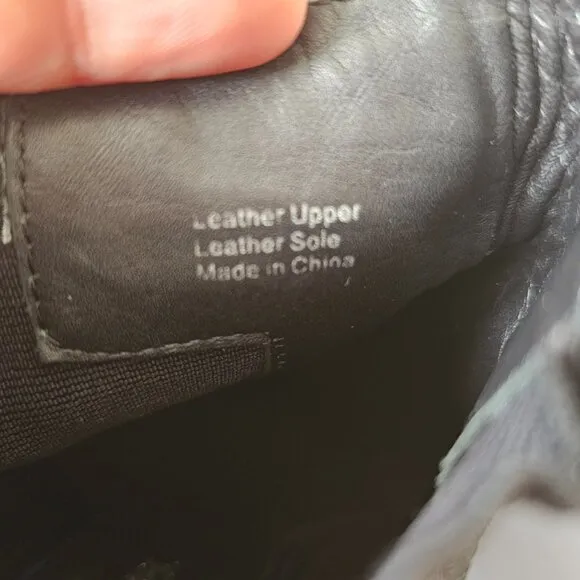 Leather Upper
Leather Sole
Made in China